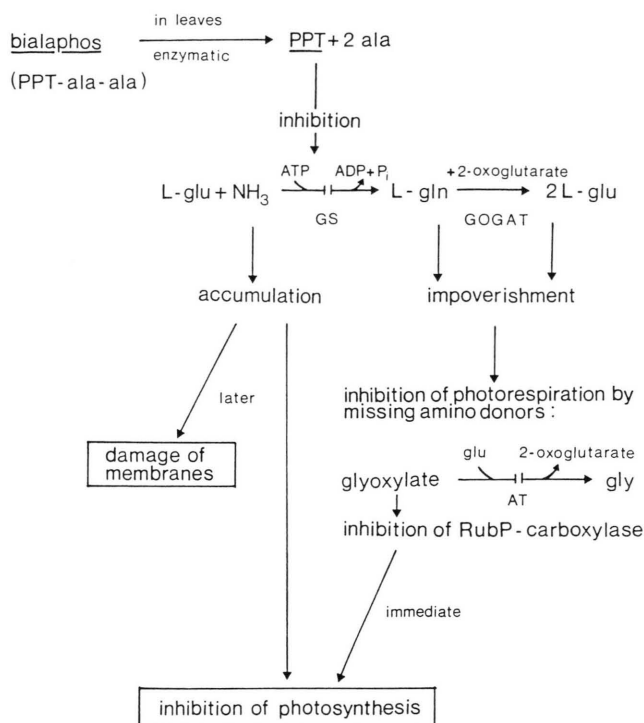 bialaphos in leaves PPT + 2 ala
enzymatic
(PPT-ala-ala)
inhibition
ATP ADP + Pi +2-oxoglutarate
L-glu + NH3 L-gln 2 L-glu
GS GOGAT
accumulation impoverishment
inhibition of photorespiration by
missing amino donors :
later
damage of
membranes
glu 2-oxoglutarate
glyoxylate gly
AT
inhibition of RubP-carboxylase
immediate
inhibition of photosynthesis